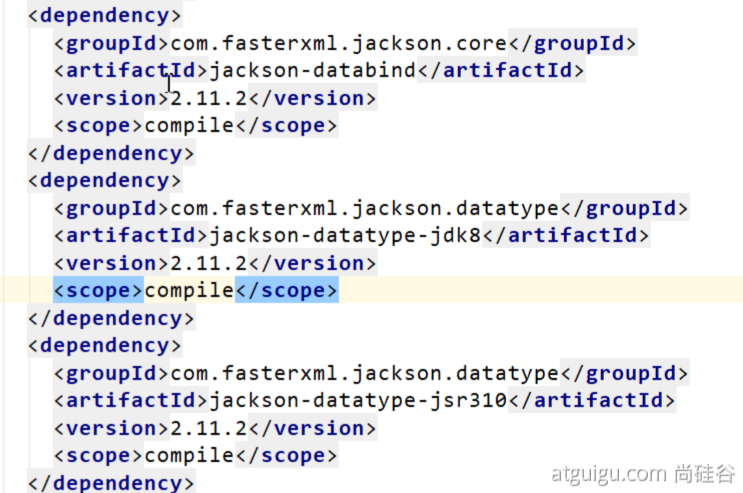 <dependency>
<groupId>com.fasterxml.jackson.core</groupId>
<artifactId>jackson-databind</artifactId>
<version>2.11.2</version>
<scope>compile</scope>
</dependency>
<dependency>
<groupId>com.fasterxml.jackson.datatype</groupId>
<artifactId>jackson-datatype-jdk8</artifactId>
<version>2.11.2</version>
<scope>compile</scope>
</dependency>
<dependency>
<groupId>com.fasterxml.jackson.datatype</groupId>
<artifactId>jackson-datatype-jsr310</artifactId>
<version>2.11.2</version>
<scope>compile</scope>
</dependency>
atguigu.com 尚硅谷